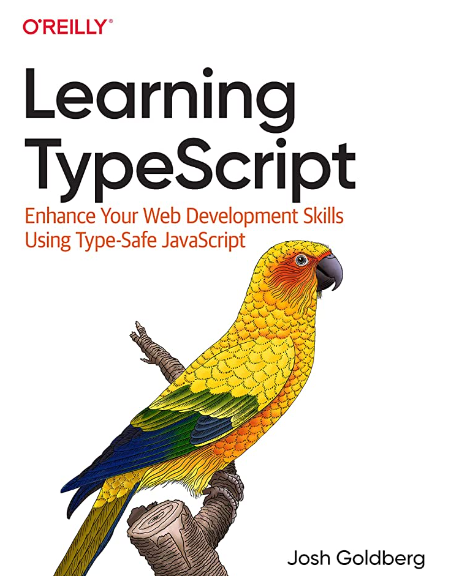 O'REILLY®
Learning
TypeScript
Enhance Your Web Development Skills
Using Type-Safe JavaScript
Josh Goldberg